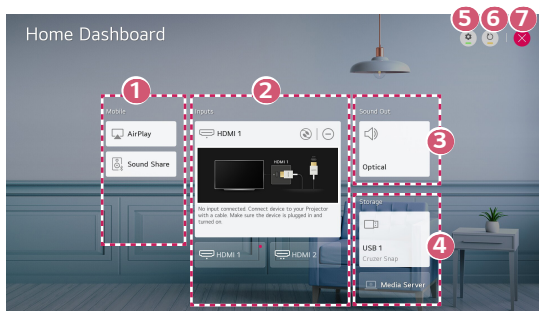 Home Dashboard
5
6
7
1
2
Mobile
Inputs
Sound Out
AirPlay
Sound Share
HDMI 1
HDMI 1
No input connected. Connect device to your Projector
with a cable. Make sure the device is plugged in and
turned on.
HDMI 1
HDMI 2
3
Optical
Storage
4
USB 1
Cruzer Snap
Media Server